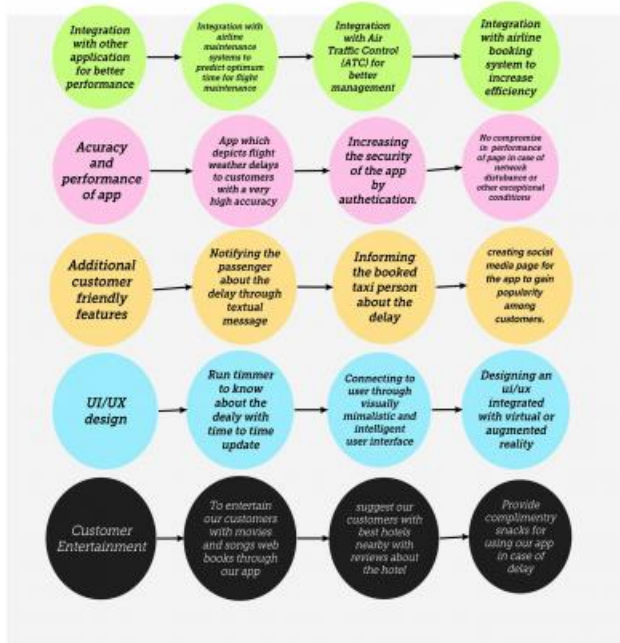 Integration
with other
application
for better
performance
Integration with
airline
maintenance
systems to
predict optimum
time for flight
maintenance
Integration
with Air
Traffic Control
(ATC) for
better
management
Integration
with airline
booking
system to
increase
efficiency
Acuracy
and
performance
of app
App which
depicts flight
weather delays
to customers
with a very
high accuracy
Increasing
the security
of the app
by
authetication.
No compromise
in performance
of page in case of
network
distubance or
other exceptional
conditions
Additional
customer
friendly
features
Notifying the
passenger
about the
delay through
textual
message
Informing
the booked
taxi person
about the
delay
creating social
media page for
the app to gain
popularity
among
customers.
UI/UX
design
Run timmer
to know
about the
dealy with
time to time
update
Connecting to
user through
visually
mimalistic and
intelligent
user interface
Designing an
ui/ux
integrated
with virtual or
augmented
reality
Customer
Entertainment
To entertain
our customers
with movies
and songs web
books through
our app
suggest our
customers with
best hotels
nearby with
reviews about
the hotel
Provide
complimentry
snacks for
using our app
in case of
delay